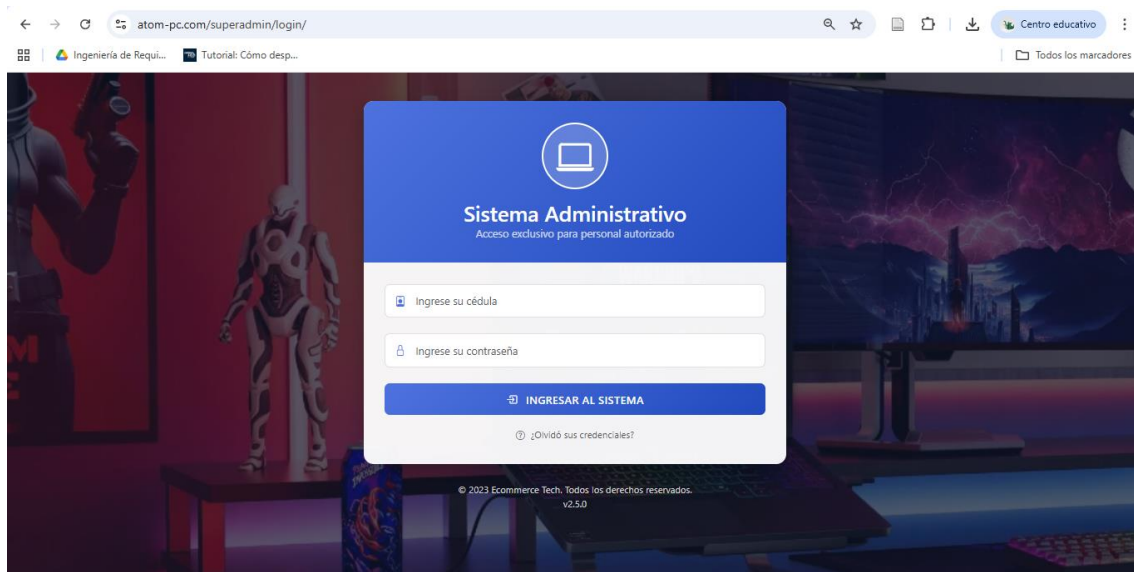 atom-pc.com/superadmin/login/
Centro educativo
Ingeniería de Requi...
Tutorial: Cómo desp...
Todos los marcadores
Sistema Administrativo
Acceso exclusivo para personal autorizado
Ingrese su cédula
Ingrese su contraseña
INGRESAR AL SISTEMA
¿Olvidó sus credenciales?
© 2023 Ecommerce Tech. Todos los derechos reservados.
v2.5.0